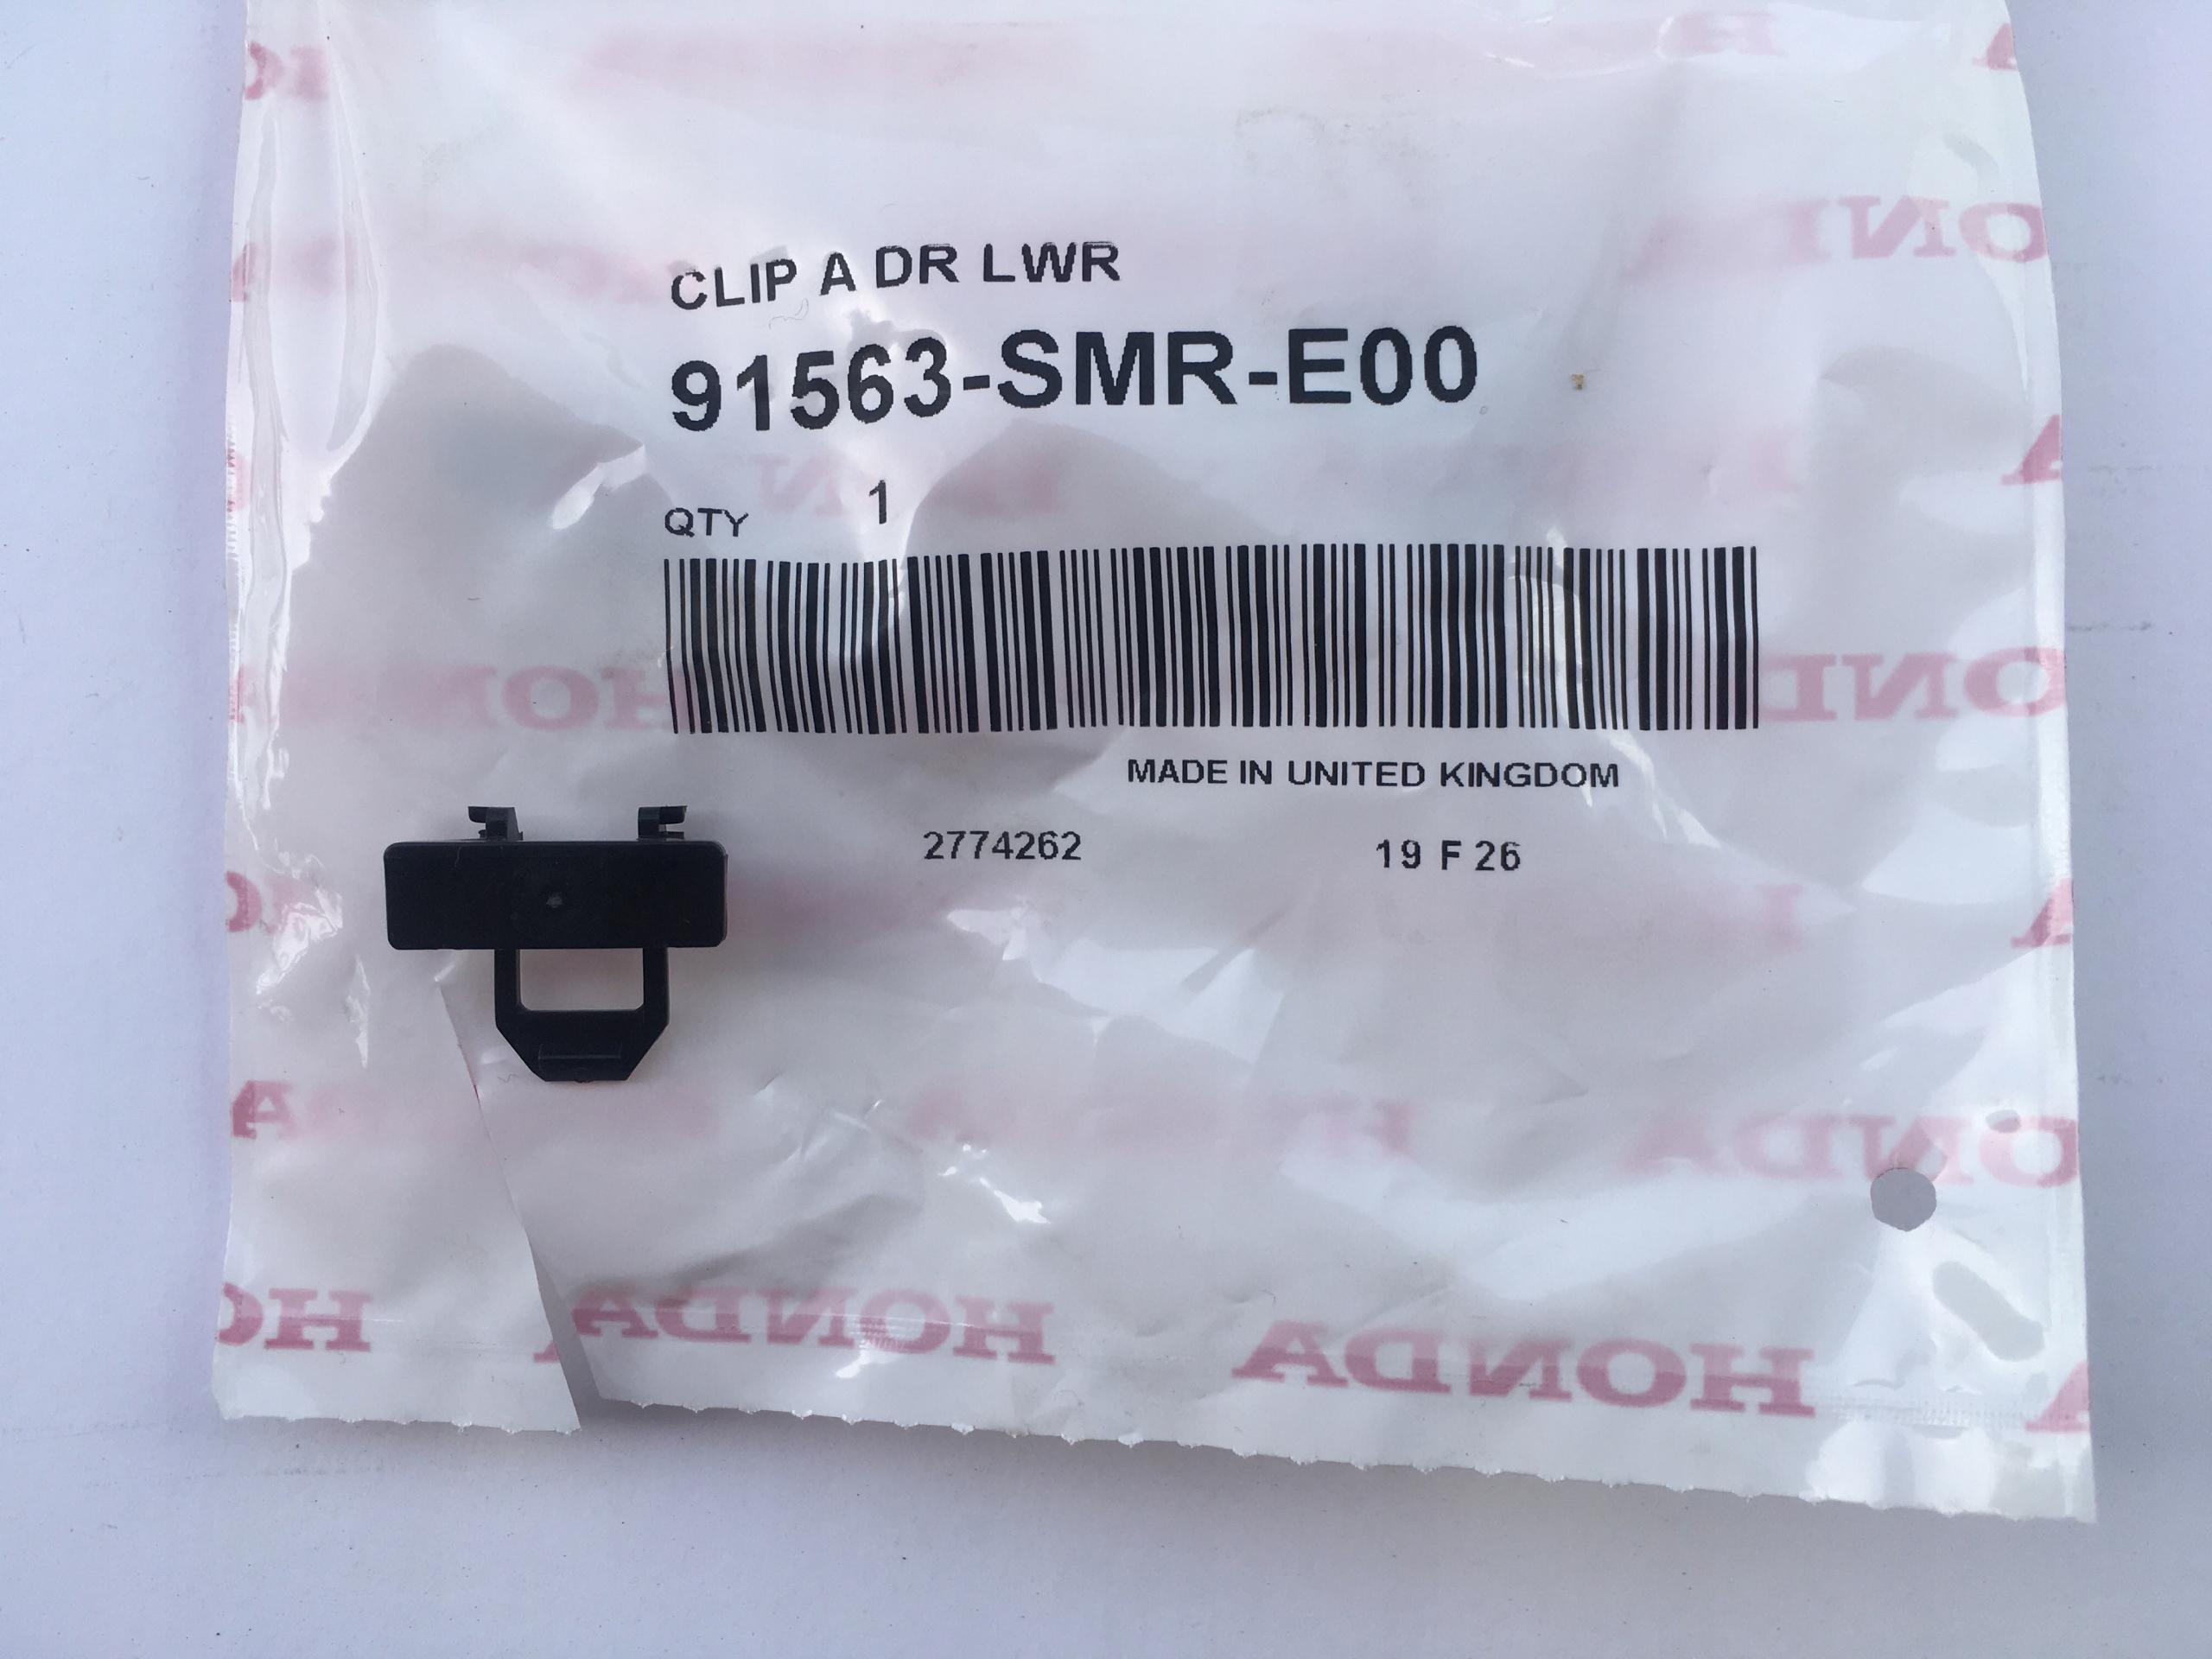 CLIP A DR LWR
91563-SMR-E00
QTY 1
MADE IN UNITED KINGDOM
2774262 19 F 26
HONDA HONDA